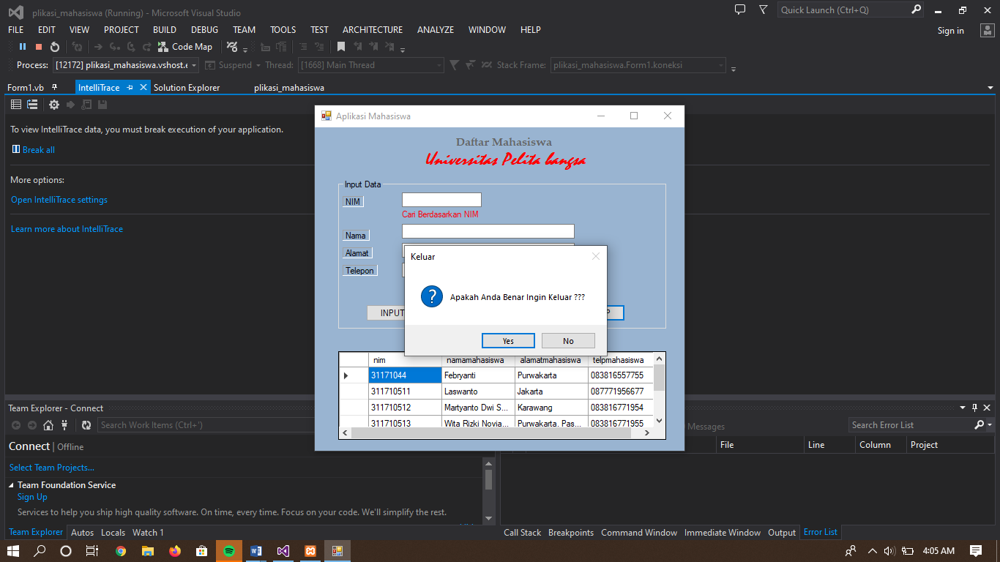 plikasi_mahasiswa (Running) - Microsoft Visual Studio
Quick Launch (Ctrl+Q)
FILE EDIT VIEW PROJECT BUILD DEBUG TEAM TOOLS TEST ARCHITECTURE ANALYZE WINDOW HELP
Sign in
Code Map
Process: [12172] plikasi_mahasiswa.vshost.e Suspend Thread: [1668] Main Thread Stack Frame: plikasi_mahasiswa.Form1.koneksi
Form1.vb IntelliTrace Solution Explorer plikasi_mahasiswa
To view IntelliTrace data, you must break execution of your application.
Break all
More options:
Open IntelliTrace settings
Learn more about IntelliTrace
Aplikasi Mahasiswa
Daftar Mahasiswa
Universitas Pelita bangsa
Input Data
NIM
Cari Berdasarkan NIM
Nama
Alamat
Telepon
INPUT
P
Keluar
Apakah Anda Benar Ingin Keluar ???
Yes No
nim namamahasiswa alamatmahasiswa telpmahasiswa
31171044 Febryanti Purwakarta 083816557755
311710511 Laswanto Jakarta 087771956677
311710512 Martyanto Dwi S... Karawang 083816771954
311710513 Wita Rizki Novia... Purwakarta, Pas... 083816771955
Team Explorer - Connect
Search Work Items (Ctrl+')
Connect | Offline
Select Team Projects...
Team Foundation Service
Sign Up
Services to help you ship high quality software. On time, every time. Focus on your code. We'll simplify the rest.
Messages
Search Error List
File Line Column Project
Team Explorer Autos Locals Watch 1
Call Stack Breakpoints Command Window Immediate Window Output Error List
4:05 AM